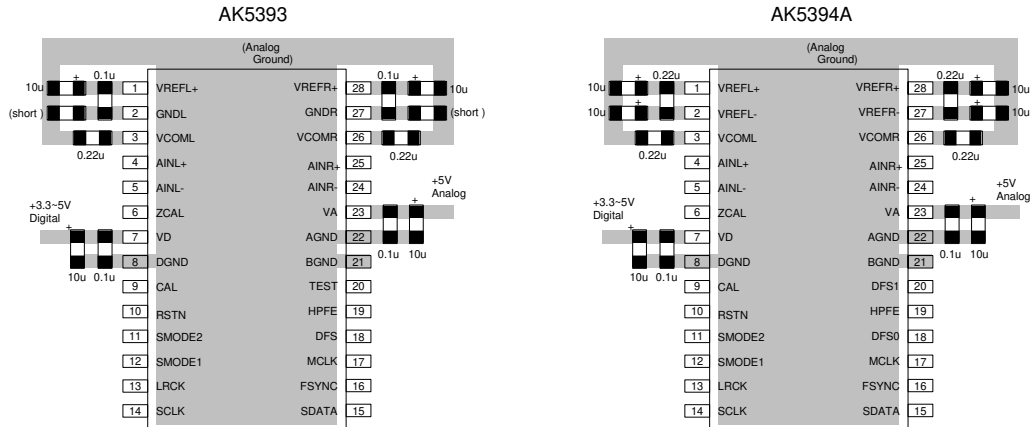 AK5393
(Analog
Ground)
0.1u
+
10u
1 VREFL+
VREFR+ 28
0.1u
+
10u
(short )
2 GNDL
GNDR 27
(short )
3 VCOML
VCOMR 26
0.22u
0.22u
4 AINL+
AINR+ 25
5 AINL-
AINR- 24
+5V
Analog
+3.3~5V
Digital
6 ZCAL
VA 23
+
+
7 VD
AGND 22
0.1u
10u
8 DGND
BGND 21
10u
0.1u
9 CAL
TEST 20
10 RSTN
HPFE 19
11 SMODE2
DFS 18
12 SMODE1
MCLK 17
13 LRCK
FSYNC 16
14 SCLK
SDATA 15
AK5394A
(Analog
Ground)
0.22u
+
10u
1 VREFL+
VREFR+ 28
0.22u
+
10u
10u
+
2 VREFL-
VREFR- 27
+
10u
3 VCOML
VCOMR 26
0.22u
0.22u
4 AINL+
AINR+ 25
5 AINL-
AINR- 24
+5V
Analog
+3.3~5V
Digital
6 ZCAL
VA 23
+
+
7 VD
AGND 22
0.1u
10u
8 DGND
BGND 21
10u
0.1u
9 CAL
DFS1 20
10 RSTN
HPFE 19
11 SMODE2
DFS0 18
12 SMODE1
MCLK 17
13 LRCK
FSYNC 16
14 SCLK
SDATA 15